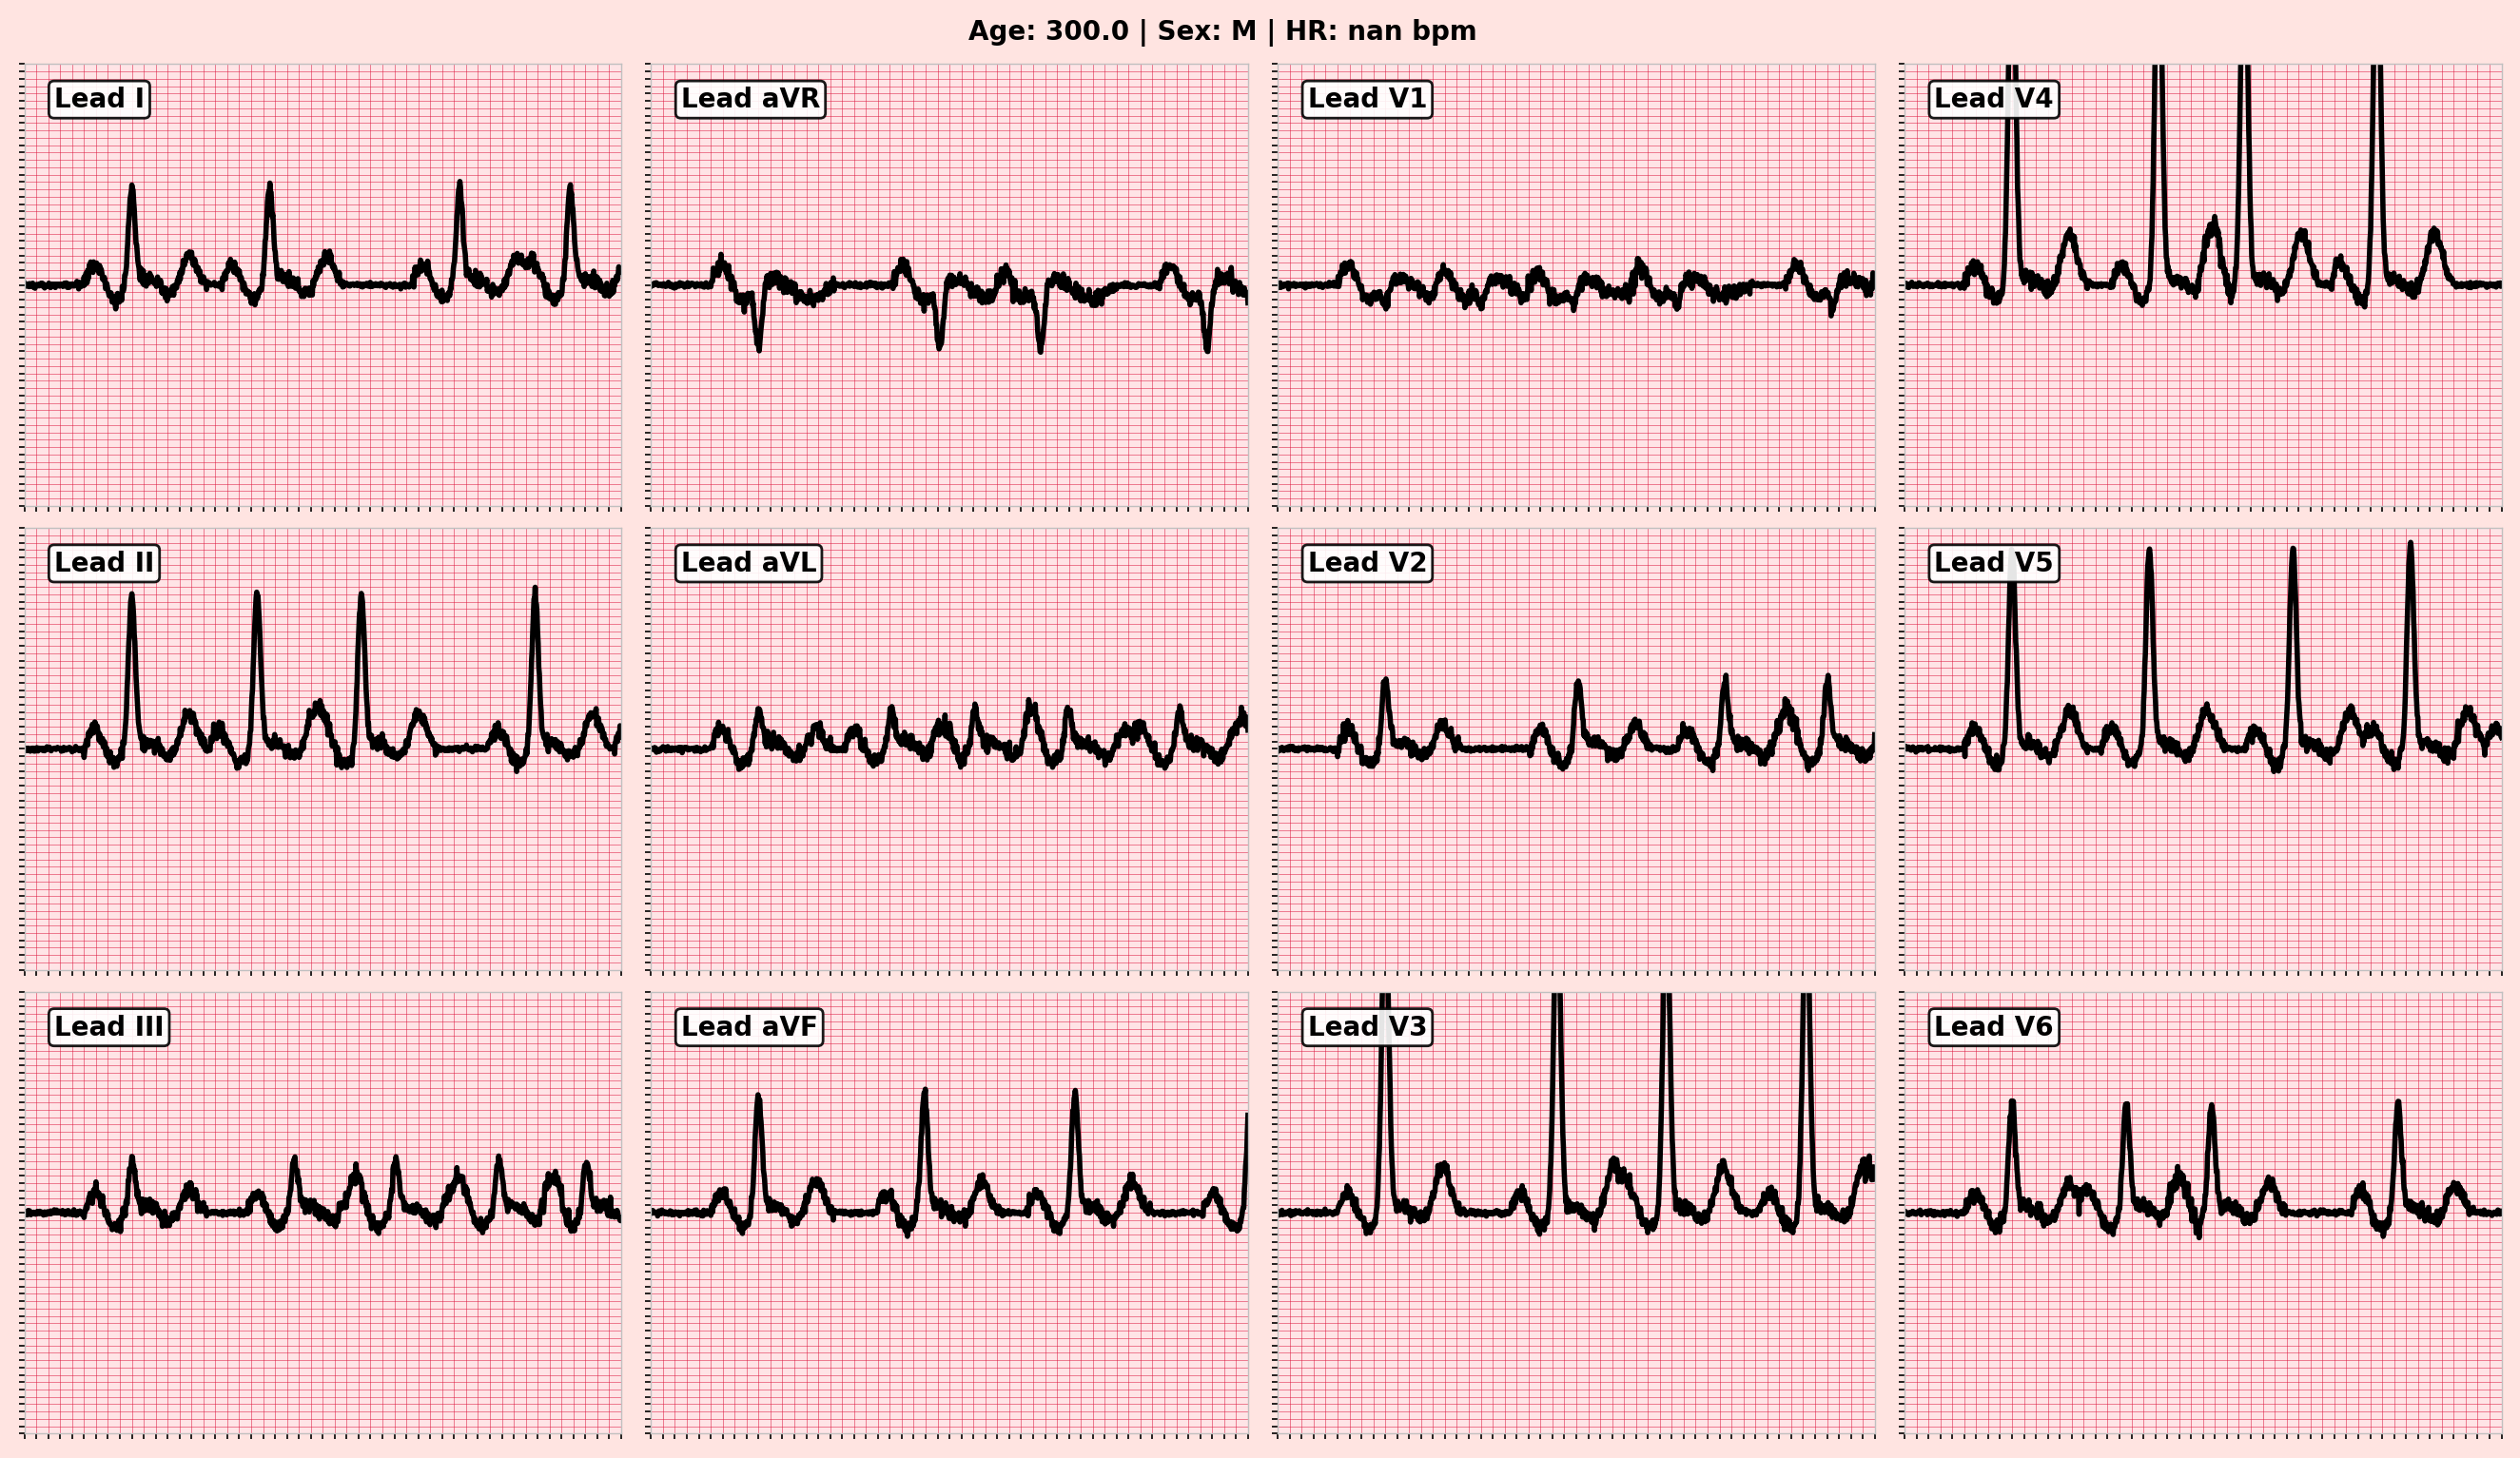 Age: 300.0 | Sex: M | HR: nan bpm
Lead I
Lead aVR
Lead V1
Lead V4
Lead II
Lead aVL
Lead V2
Lead V5
Lead III
Lead aVF
Lead V3
Lead V6